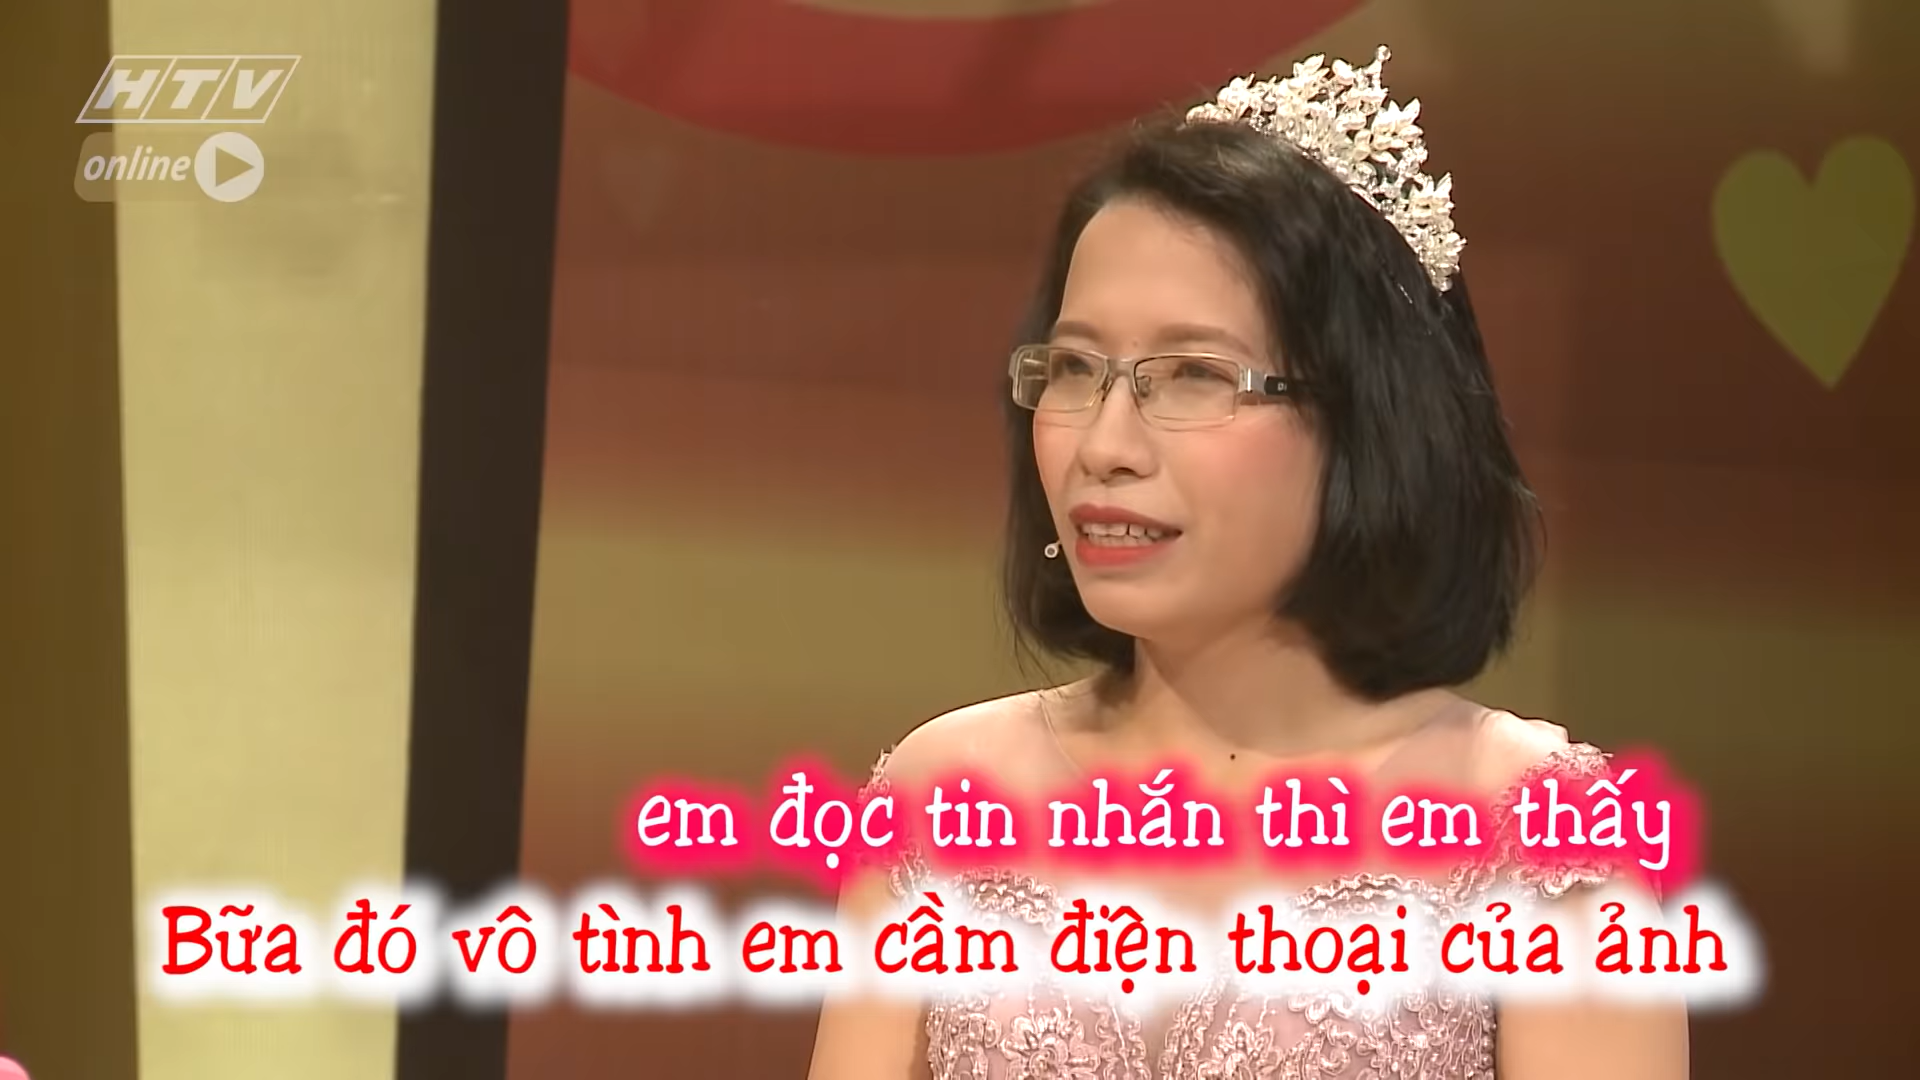 HTV
online
em đọc tin nhắn thì em thấy
Bữa đó vô tình em cầm điện thoại của ảnh